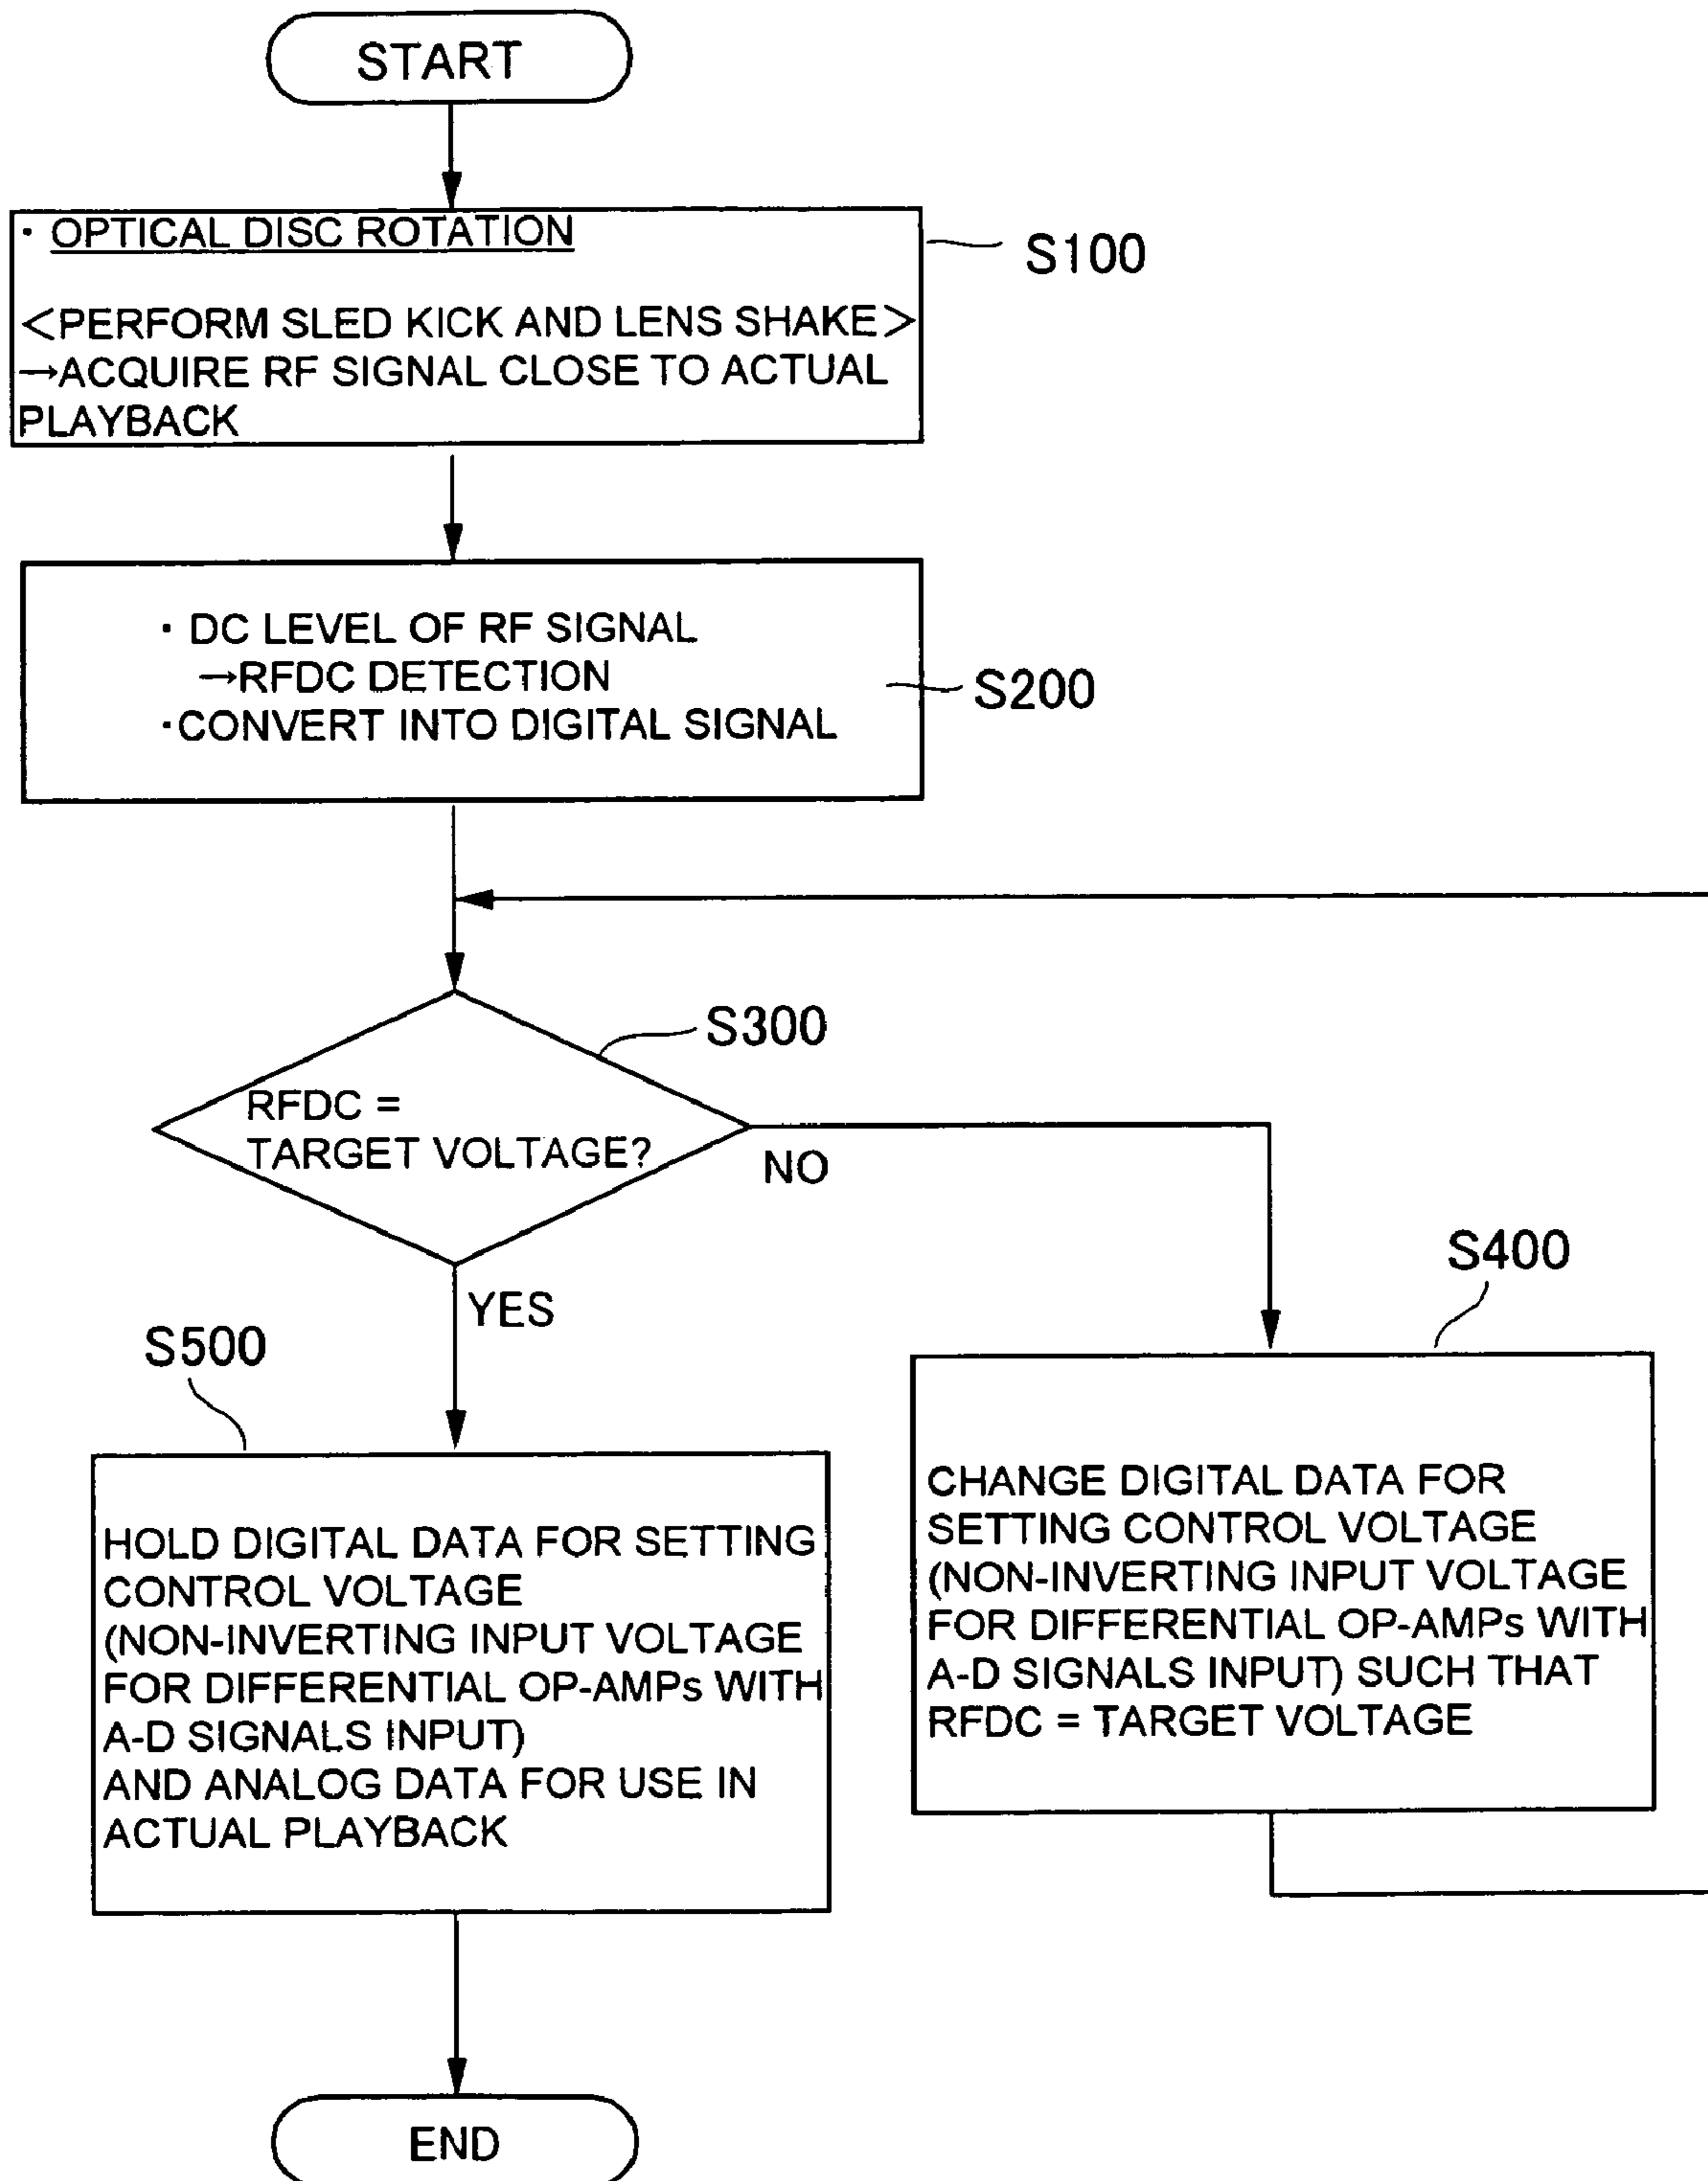 START
· OPTICAL DISC ROTATION
S100
<PERFORM SLED KICK AND LENS SHAKE>
→ACQUIRE RF SIGNAL CLOSE TO ACTUAL
PLAYBACK
· DC LEVEL OF RF SIGNAL
→RFDC DETECTION
S200
·CONVERT INTO DIGITAL SIGNAL
S300
RFDC =
TARGET VOLTAGE?
NO
YES
S400
CHANGE DIGITAL DATA FOR
SETTING CONTROL VOLTAGE
(NON-INVERTING INPUT VOLTAGE
FOR DIFFERENTIAL OP-AMPs WITH
A-D SIGNALS INPUT) SUCH THAT
RFDC = TARGET VOLTAGE
S500
HOLD DIGITAL DATA FOR SETTING
CONTROL VOLTAGE
(NON-INVERTING INPUT VOLTAGE
FOR DIFFERENTIAL OP-AMPs WITH
A-D SIGNALS INPUT)
AND ANALOG DATA FOR USE IN
ACTUAL PLAYBACK
END